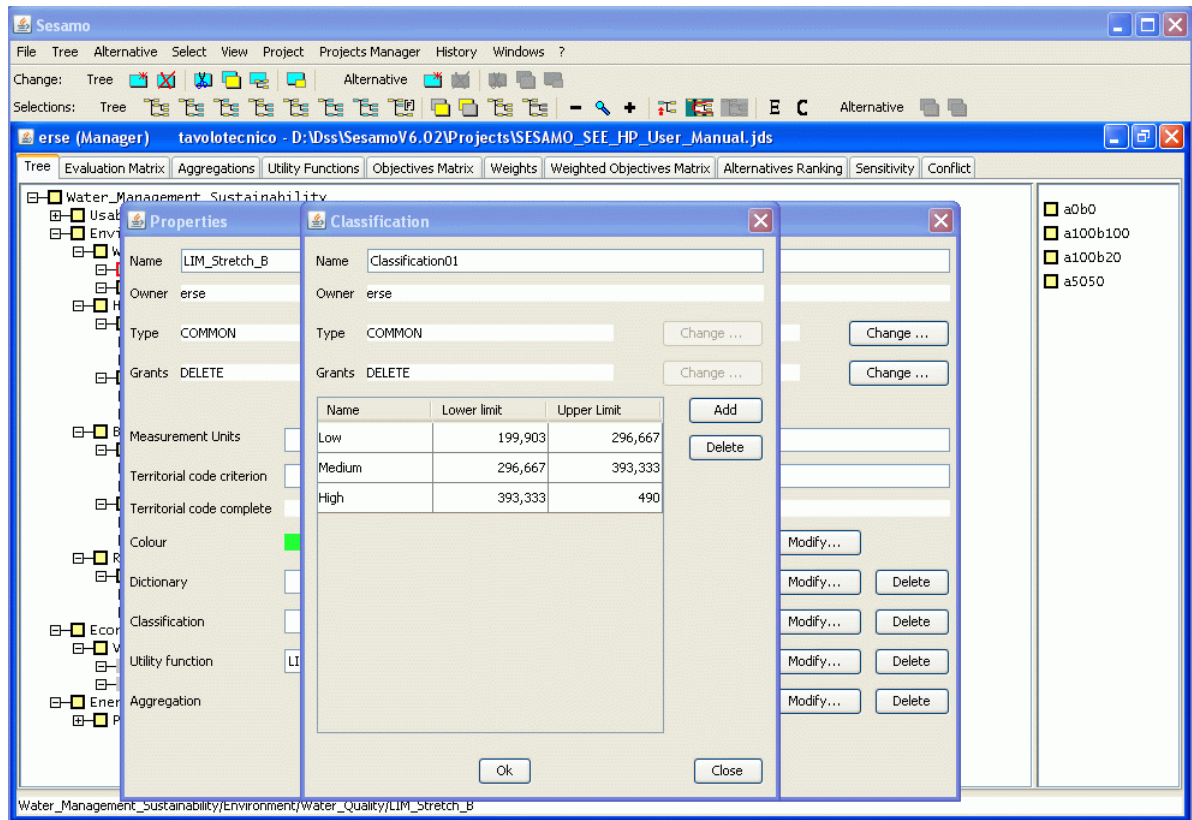 Sesamo
File Tree Alternative Select View Project Projects Manager History Windows ?
Change: Tree Alternative
Selections: Tree E C Alternative
erse (Manager) tavolotecnico - D:\Dss\SesamoV6.02\Projects\SESAMO_SEE_HP_User_Manual.jds
Tree Evaluation Matrix Aggregations Utility Functions Objectives Matrix Weights Weighted Objectives Matrix Alternatives Ranking Sensitivity Conflict
Water_Management_Sustainability
Usab
Envi
W
H
B
R
Econ
V
Ener
P
a0b0
a100b100
a100b20
a5050
Properties
Name LIM_Stretch_B
Owner erse
Type COMMON Change ...
Grants DELETE Change ...
Measurement Units
Territorial code criterion
Territorial code complete
Colour Modify...
Dictionary Modify... Delete
Classification Modify... Delete
Utility function LI Modify... Delete
Aggregation Modify... Delete
Classification
Name Classification01
Owner erse
Type COMMON Change ...
Grants DELETE Change ...
Name Lower limit Upper Limit
Low 199,903 296,667
Medium 296,667 393,333
High 393,333 490
Add
Delete
Ok Close
Water_Management_Sustainability/Environment/Water_Quality/LIM_Stretch_B